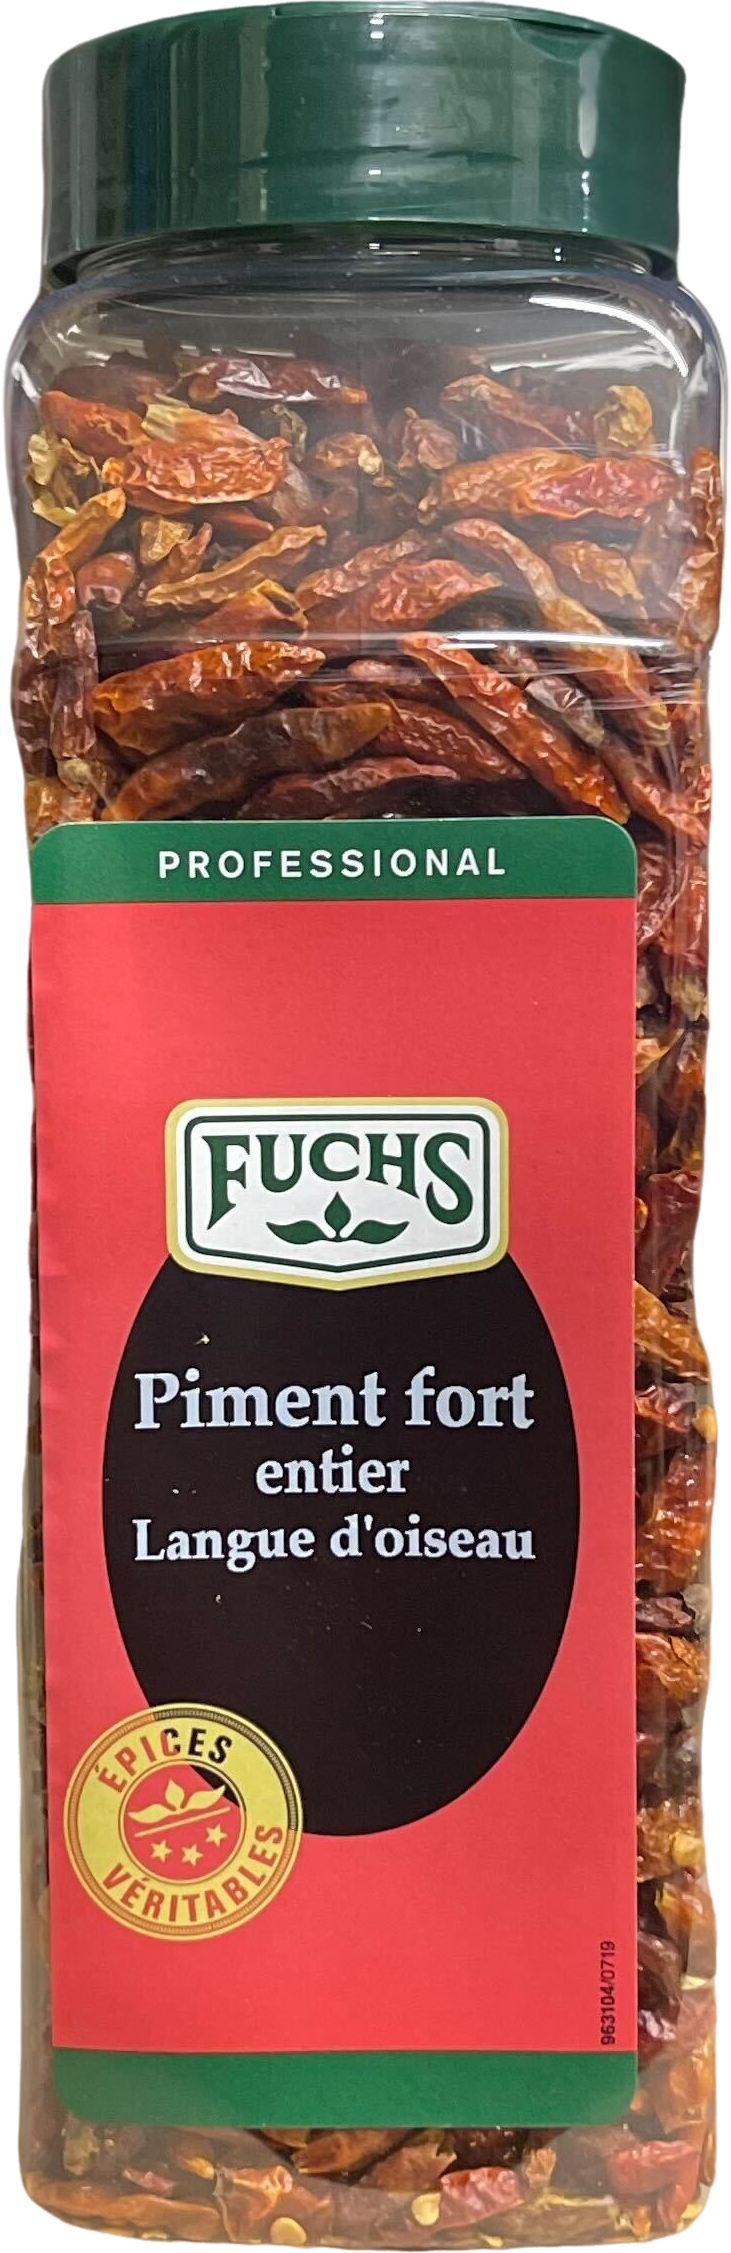 PROFESSIONAL
FUCHS
Piment fort
entier
Langue d'oiseau
ÉPICES
VÉRITABLES
963104/0719